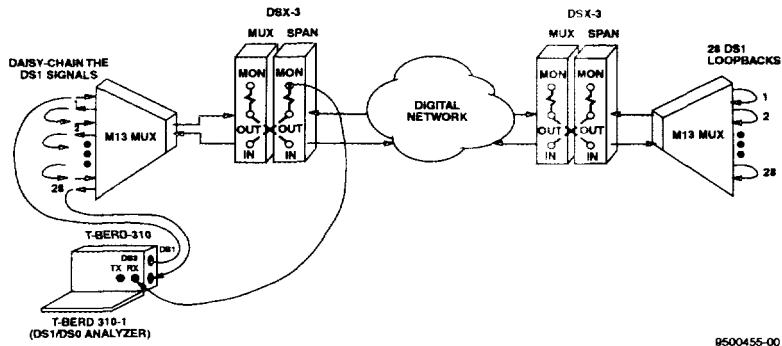 DSX-3
DSX-3
MUX SPAN
MUX SPAN
DAISY-CHAIN THE
DS1 SIGNALS
28 DS1
LOOPBACKS
MON
MON
MON
MON
1
2
M13 MUX
28
OUT
OUT
IN
IN
DIGITAL
NETWORK
OUT
OUT
IN
IN
M13 MUX
1
2
28
T-BERD-310
DS1
DS3
TX RX
T-BERD 310-1
(DS1/DS0 ANALYZER)
9500455-00